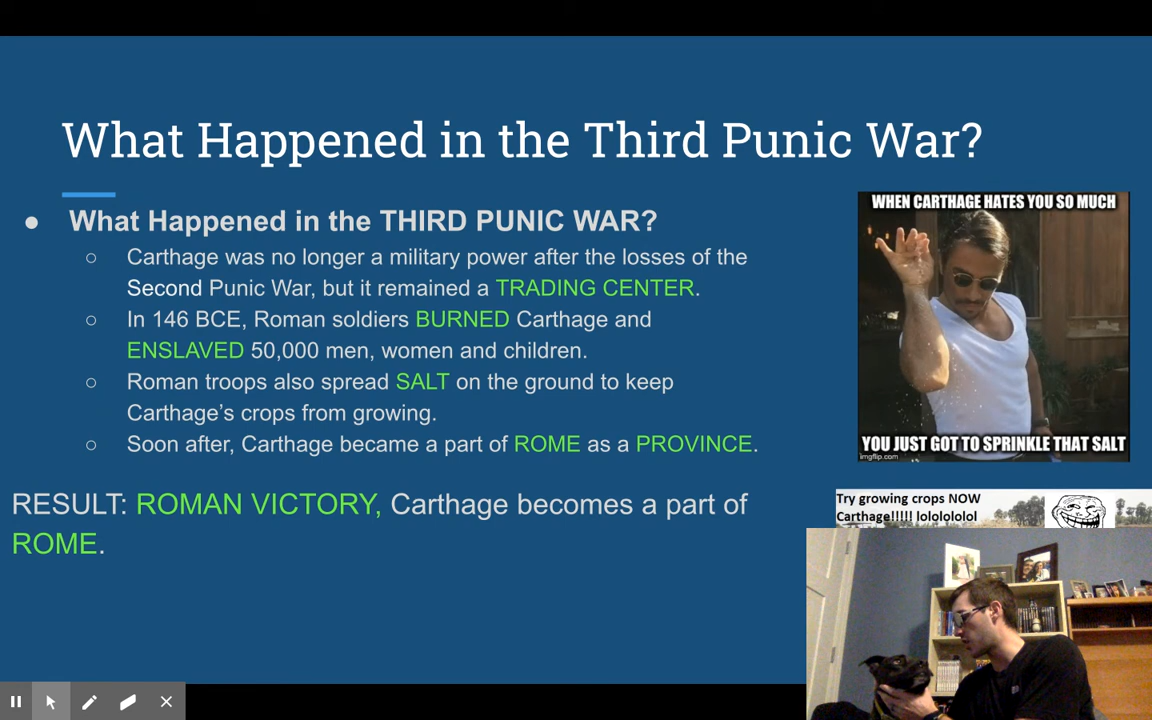 What Happened in the Third Punic War?
● What Happened in the THIRD PUNIC WAR?
○ Carthage was no longer a military power after the losses of the
Second Punic War, but it remained a TRADING CENTER.
○ In 146 BCE, Roman soldiers BURNED Carthage and
ENSLAVED 50,000 men, women and children.
○ Roman troops also spread SALT on the ground to keep
Carthage’s crops from growing.
○ Soon after, Carthage became a part of ROME as a PROVINCE.
RESULT: ROMAN VICTORY, Carthage becomes a part of
ROME.
WHEN CARTHAGE HATES YOU SO MUCH
YOU JUST GOT TO SPRINKLE THAT SALT
imgflip.com
Try growing crops NOW
Carthage!!!!! lolololololol